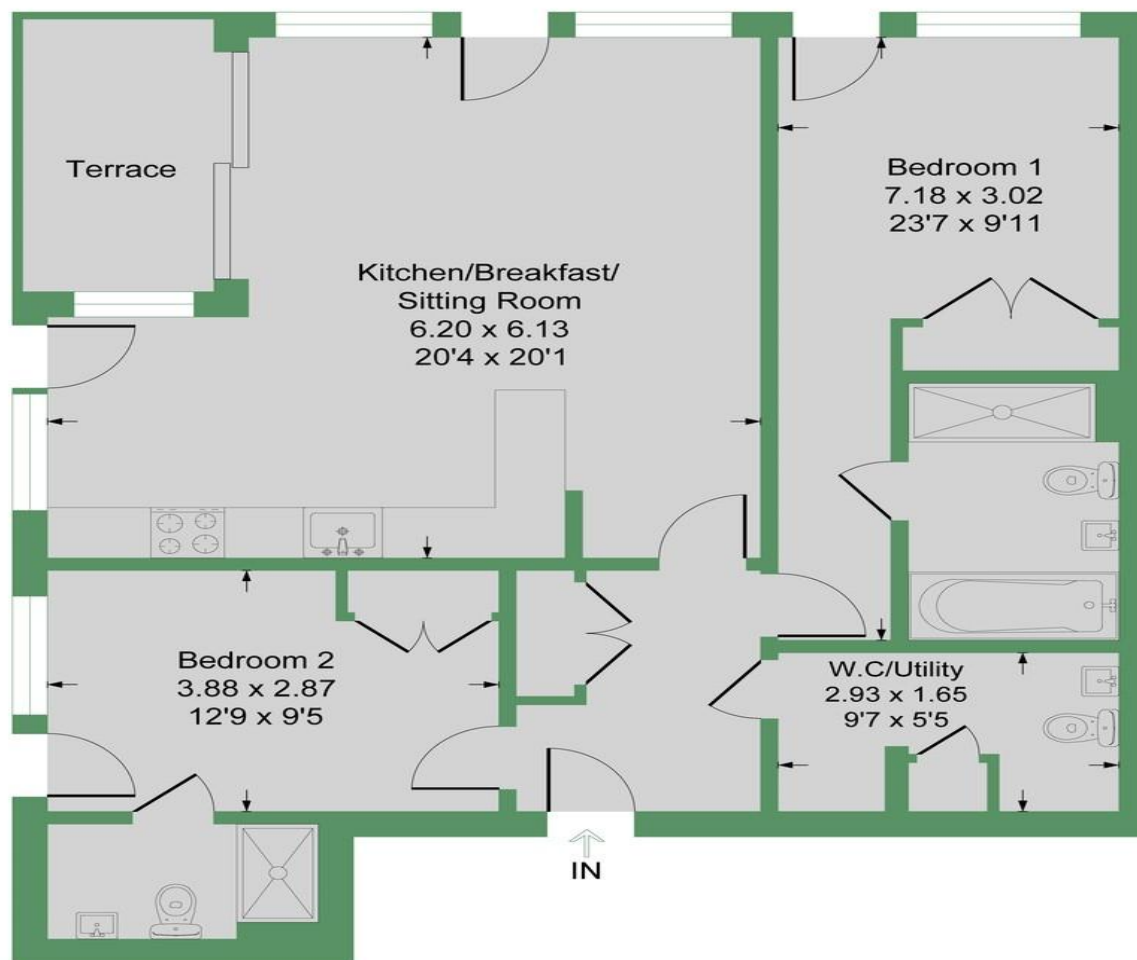 Terrace
Bedroom 1
7.18 x 3.02
23'7 x 9'11
Kitchen/Breakfast/
Sitting Room
6.20 x 6.13
20'4 x 20'1
Bedroom 2
3.88 x 2.87
12'9 x 9'5
W.C/Utility
2.93 x 1.65
9'7 x 5'5
IN